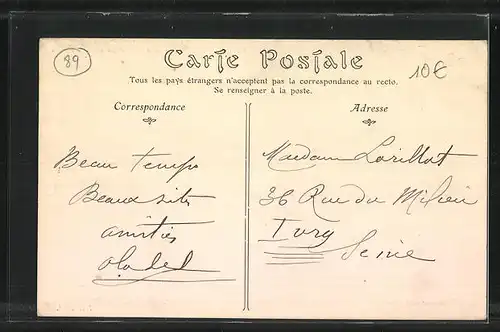 89
Carte Postale
10€
Tous les pays étrangers n'acceptent pas la correspondance au recto.
Se renseigner à la poste.
Correspondance
Beau temps
Beaux sites
amitiés
Adresse
Madame Lorillot
36 Rue du Milieu
Ivry
Seine